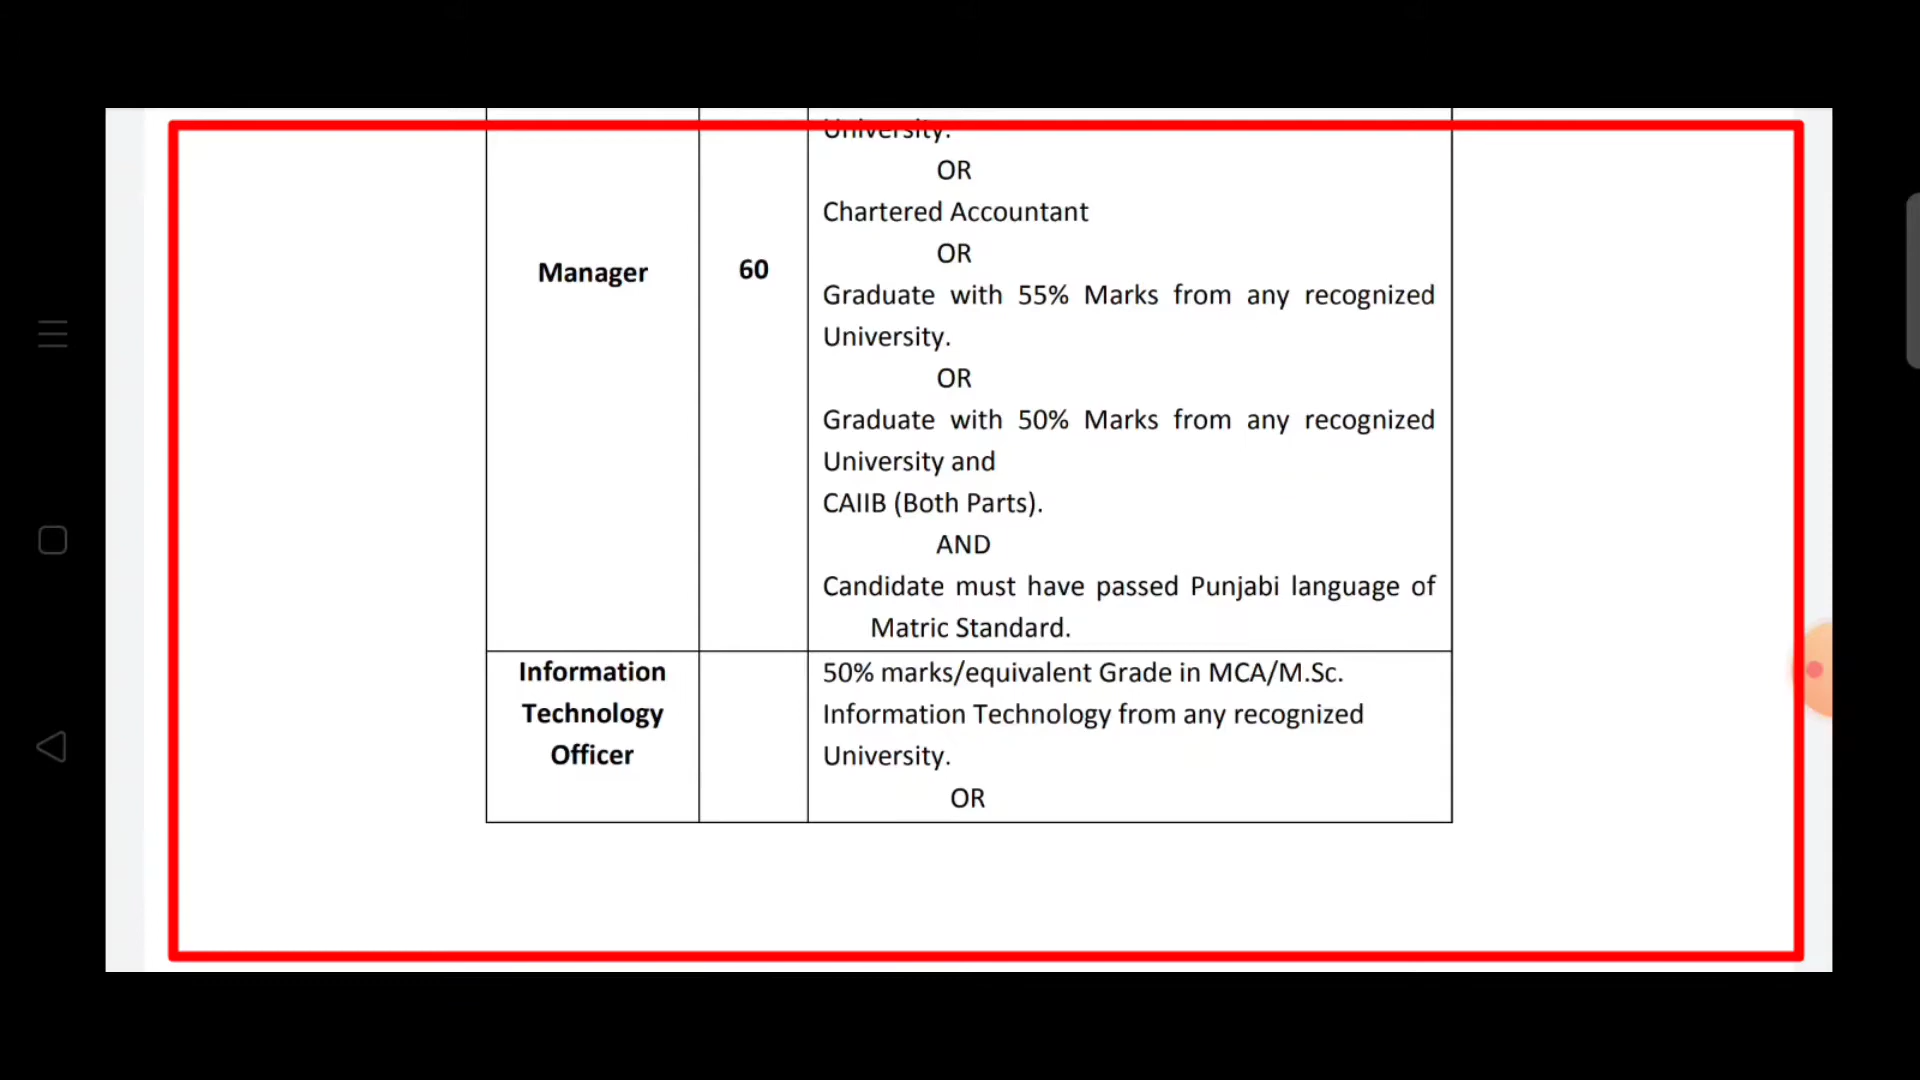 University.
OR
Chartered Accountant
OR
Manager
60
Graduate with 55% Marks from any recognized
University.
OR
Graduate with 50% Marks from any recognized
University and
CAIIB (Both Parts).
AND
Candidate must have passed Punjabi language of
Matric Standard.
Information
Technology
Officer
50% marks/equivalent Grade in MCA/M.Sc.
Information Technology from any recognized
University.
OR